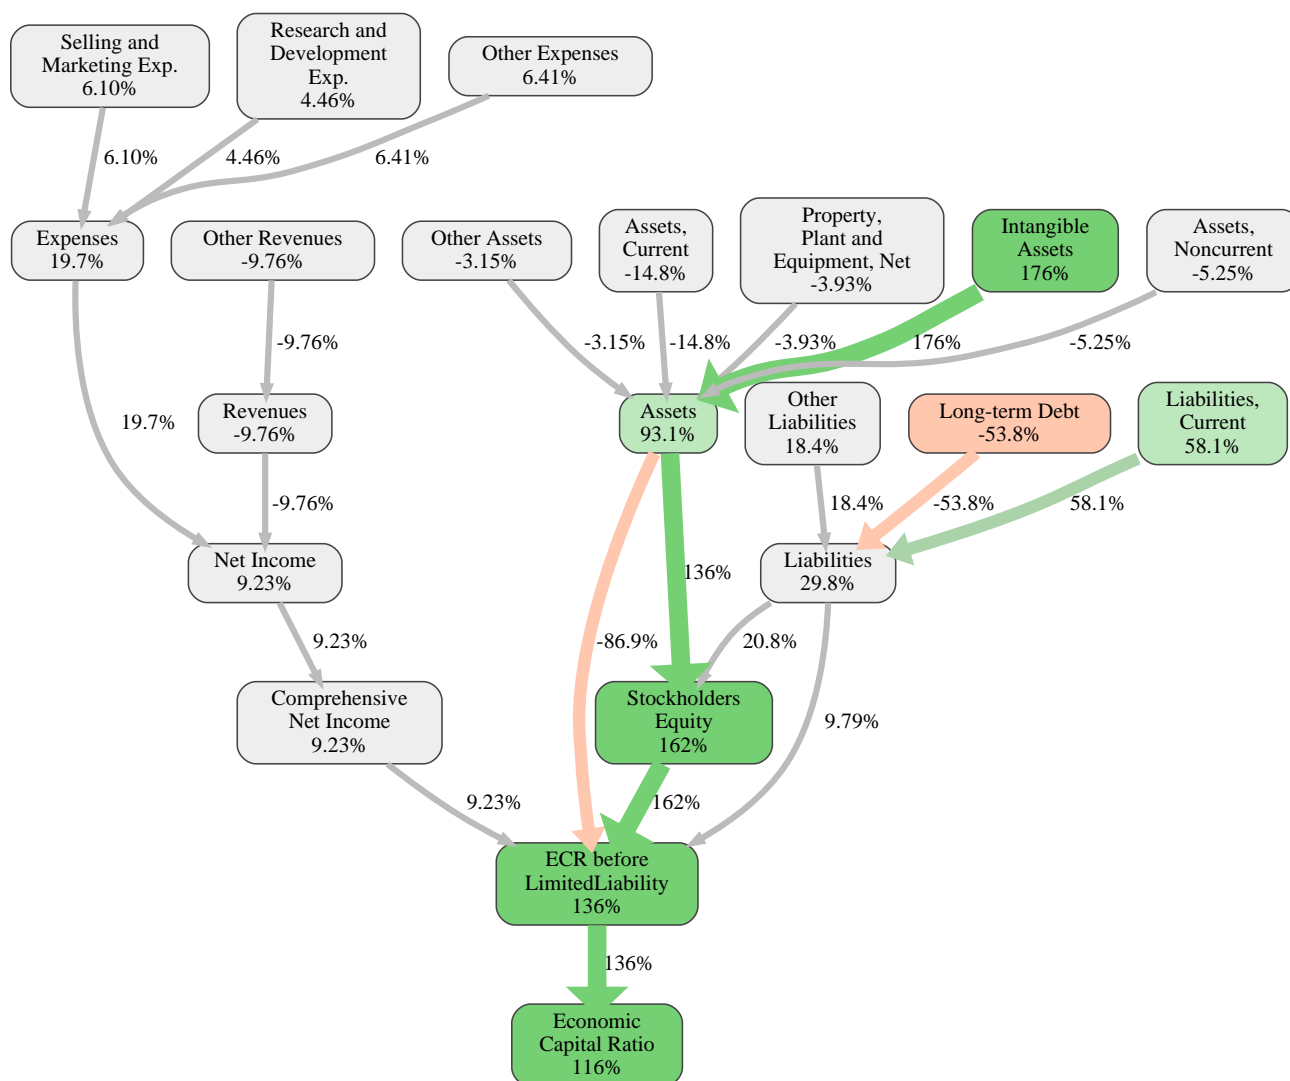 Selling and
Marketing Exp.
6.10%
Research and
Development
Exp.
4.46%
Other Expenses
6.41%
6.10%
4.46%
6.41%
Expenses
19.7%
Other Revenues
-9.76%
Other Assets
-3.15%
Assets,
Current
-14.8%
Property,
Plant and
Equipment, Net
-3.93%
Intangible
Assets
176%
Assets,
Noncurrent
-5.25%
-9.76%
-3.15%
-14.8%
-3.93%
176%
-5.25%
19.7%
Revenues
-9.76%
Assets
93.1%
Other
Liabilities
18.4%
Long-term Debt
-53.8%
Liabilities,
Current
58.1%
-9.76%
18.4%
-53.8%
58.1%
Net Income
9.23%
136%
Liabilities
29.8%
9.23%
-86.9%
20.8%
Comprehensive
Net Income
9.23%
Stockholders
Equity
162%
9.79%
9.23%
162%
ECR before
LimitedLiability
136%
136%
Economic
Capital Ratio
116%